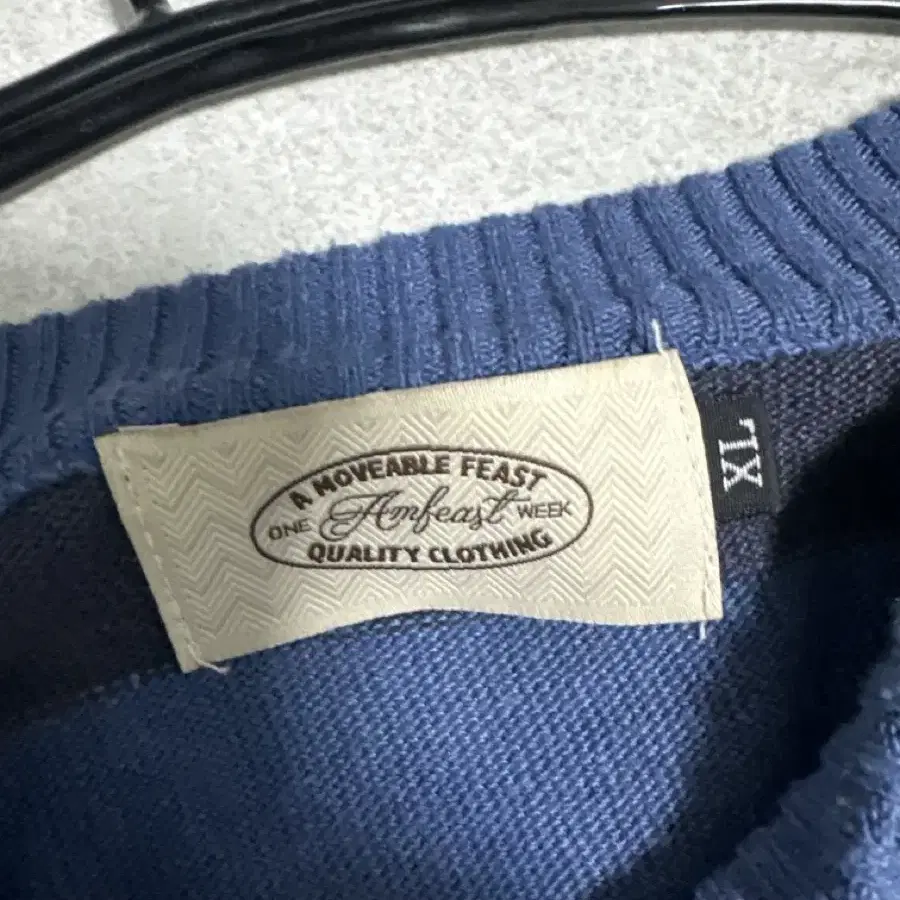 A MOVEABLE FEAST
ONE Amfeast WEEK
QUALITY CLOTHING
XL